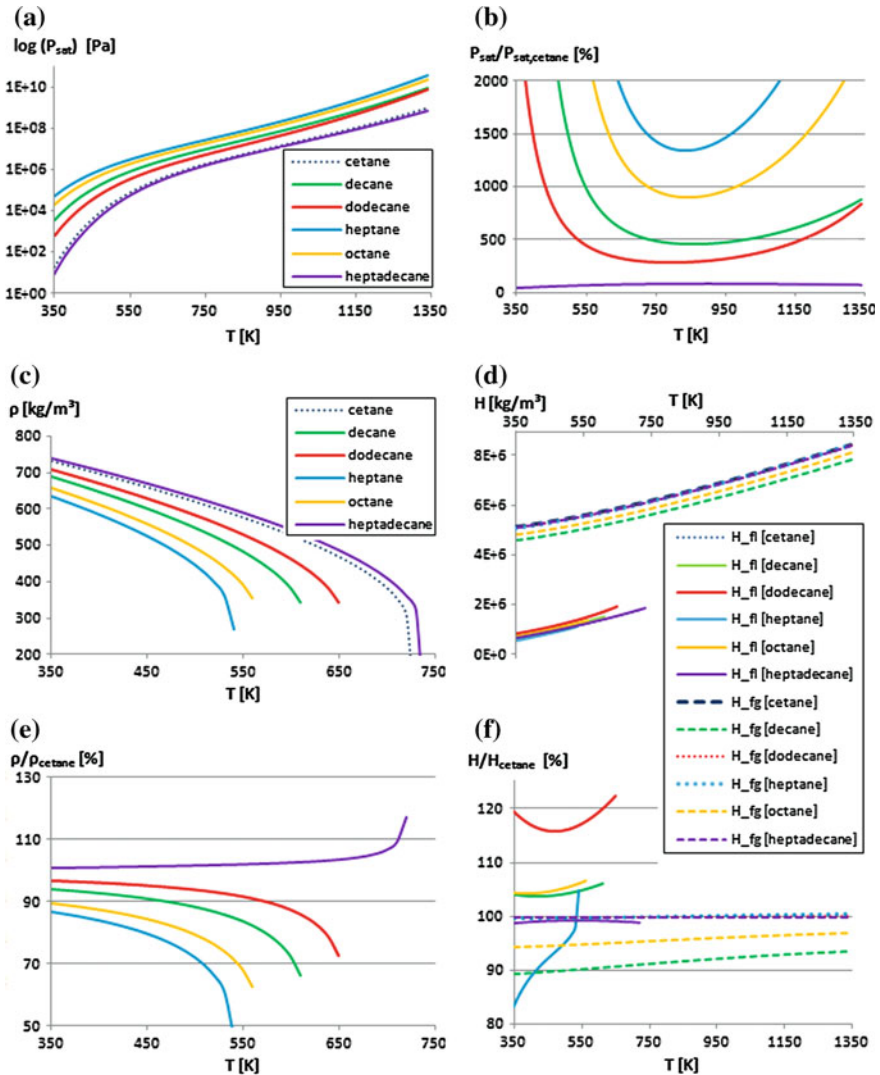 (a)
log (Psat) [Pa]
1E+10
1E+08
1E+06
1E+04
1E+02
1E+00
350 550 750 950 1150 1350
T [K]
cetane
decane
dodecane
heptane
octane
heptadecane
(b)
Psat/Psat,cetane [%]
2000
1500
1000
500
0
350 550 750 950 1150 1350
T [K]
(c)
ρ [kg/m³]
800
700
600
500
400
300
200
350 450 550 650 750
T [K]
cetane
decane
dodecane
heptane
octane
heptadecane
(d)
H [kg/m³]
T [K]
350 550 750 950 1150 1350
8E+6
6E+6
4E+6
2E+6
0E+0
H_fl [cetane]
H_fl [decane]
H_fl [dodecane]
H_fl [heptane]
H_fl [octane]
H_fl [heptadecane]
H_fg [cetane]
H_fg [decane]
H_fg [dodecane]
H_fg [heptane]
H_fg [octane]
H_fg [heptadecane]
(e)
ρ/ρcetane [%]
130
110
90
70
50
350 450 550 650 750
T [K]
(f)
H/Hcetane [%]
120
110
100
90
80
350 550 750 950 1150 1350
T [K]